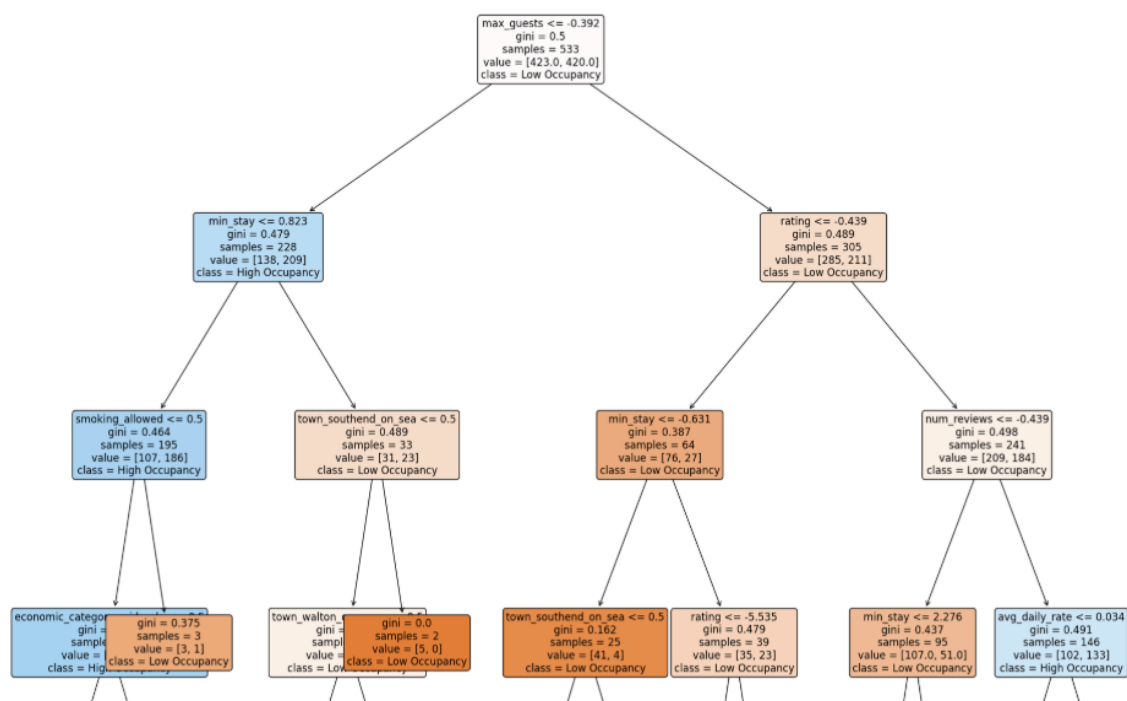 max_guests <= -0.392
gini = 0.5
samples = 533
value = [423.0, 420.0]
class = Low Occupancy
min_stay <= 0.823
gini = 0.479
samples = 228
value = [138, 209]
class = High Occupancy
rating <= -0.439
gini = 0.489
samples = 305
value = [285, 211]
class = Low Occupancy
smoking_allowed <= 0.5
gini = 0.464
samples = 195
value = [107, 186]
class = High Occupancy
town_southend_on_sea <= 0.5
gini = 0.489
samples = 33
value = [31, 23]
class = Low Occupancy
min_stay <= -0.631
gini = 0.387
samples = 64
value = [76, 27]
class = Low Occupancy
num_reviews <= -0.439
gini = 0.498
samples = 241
value = [209, 184]
class = Low Occupancy
gini =
value = [
class = High Occupancy
gini = 0.375
samples = 3
value = [3, 1]
class = Low Occupancy
gini =
class = Low Occupancy
gini = 0.0
samples = 2
value = [5, 0]
class = Low Occupancy
town_southend_on_sea <= 0.5
gini = 0.162
samples = 25
value = [41, 4]
class = Low Occupancy
rating <= -5.535
gini = 0.479
samples = 39
value = [35, 23]
class = Low Occupancy
min_stay <= 2.276
gini = 0.437
samples = 95
value = [107.0, 51.0]
class = Low Occupancy
avg_daily_rate <= 0.034
gini = 0.491
samples = 146
value = [102, 133]
class = High Occupancy